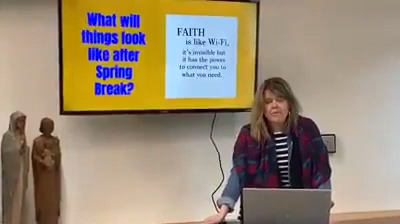 What will
things look
like after
Spring
Break?
FAITH
is like Wi-Fi,
it's invisible but
it has the power
to connect you to
what you need.